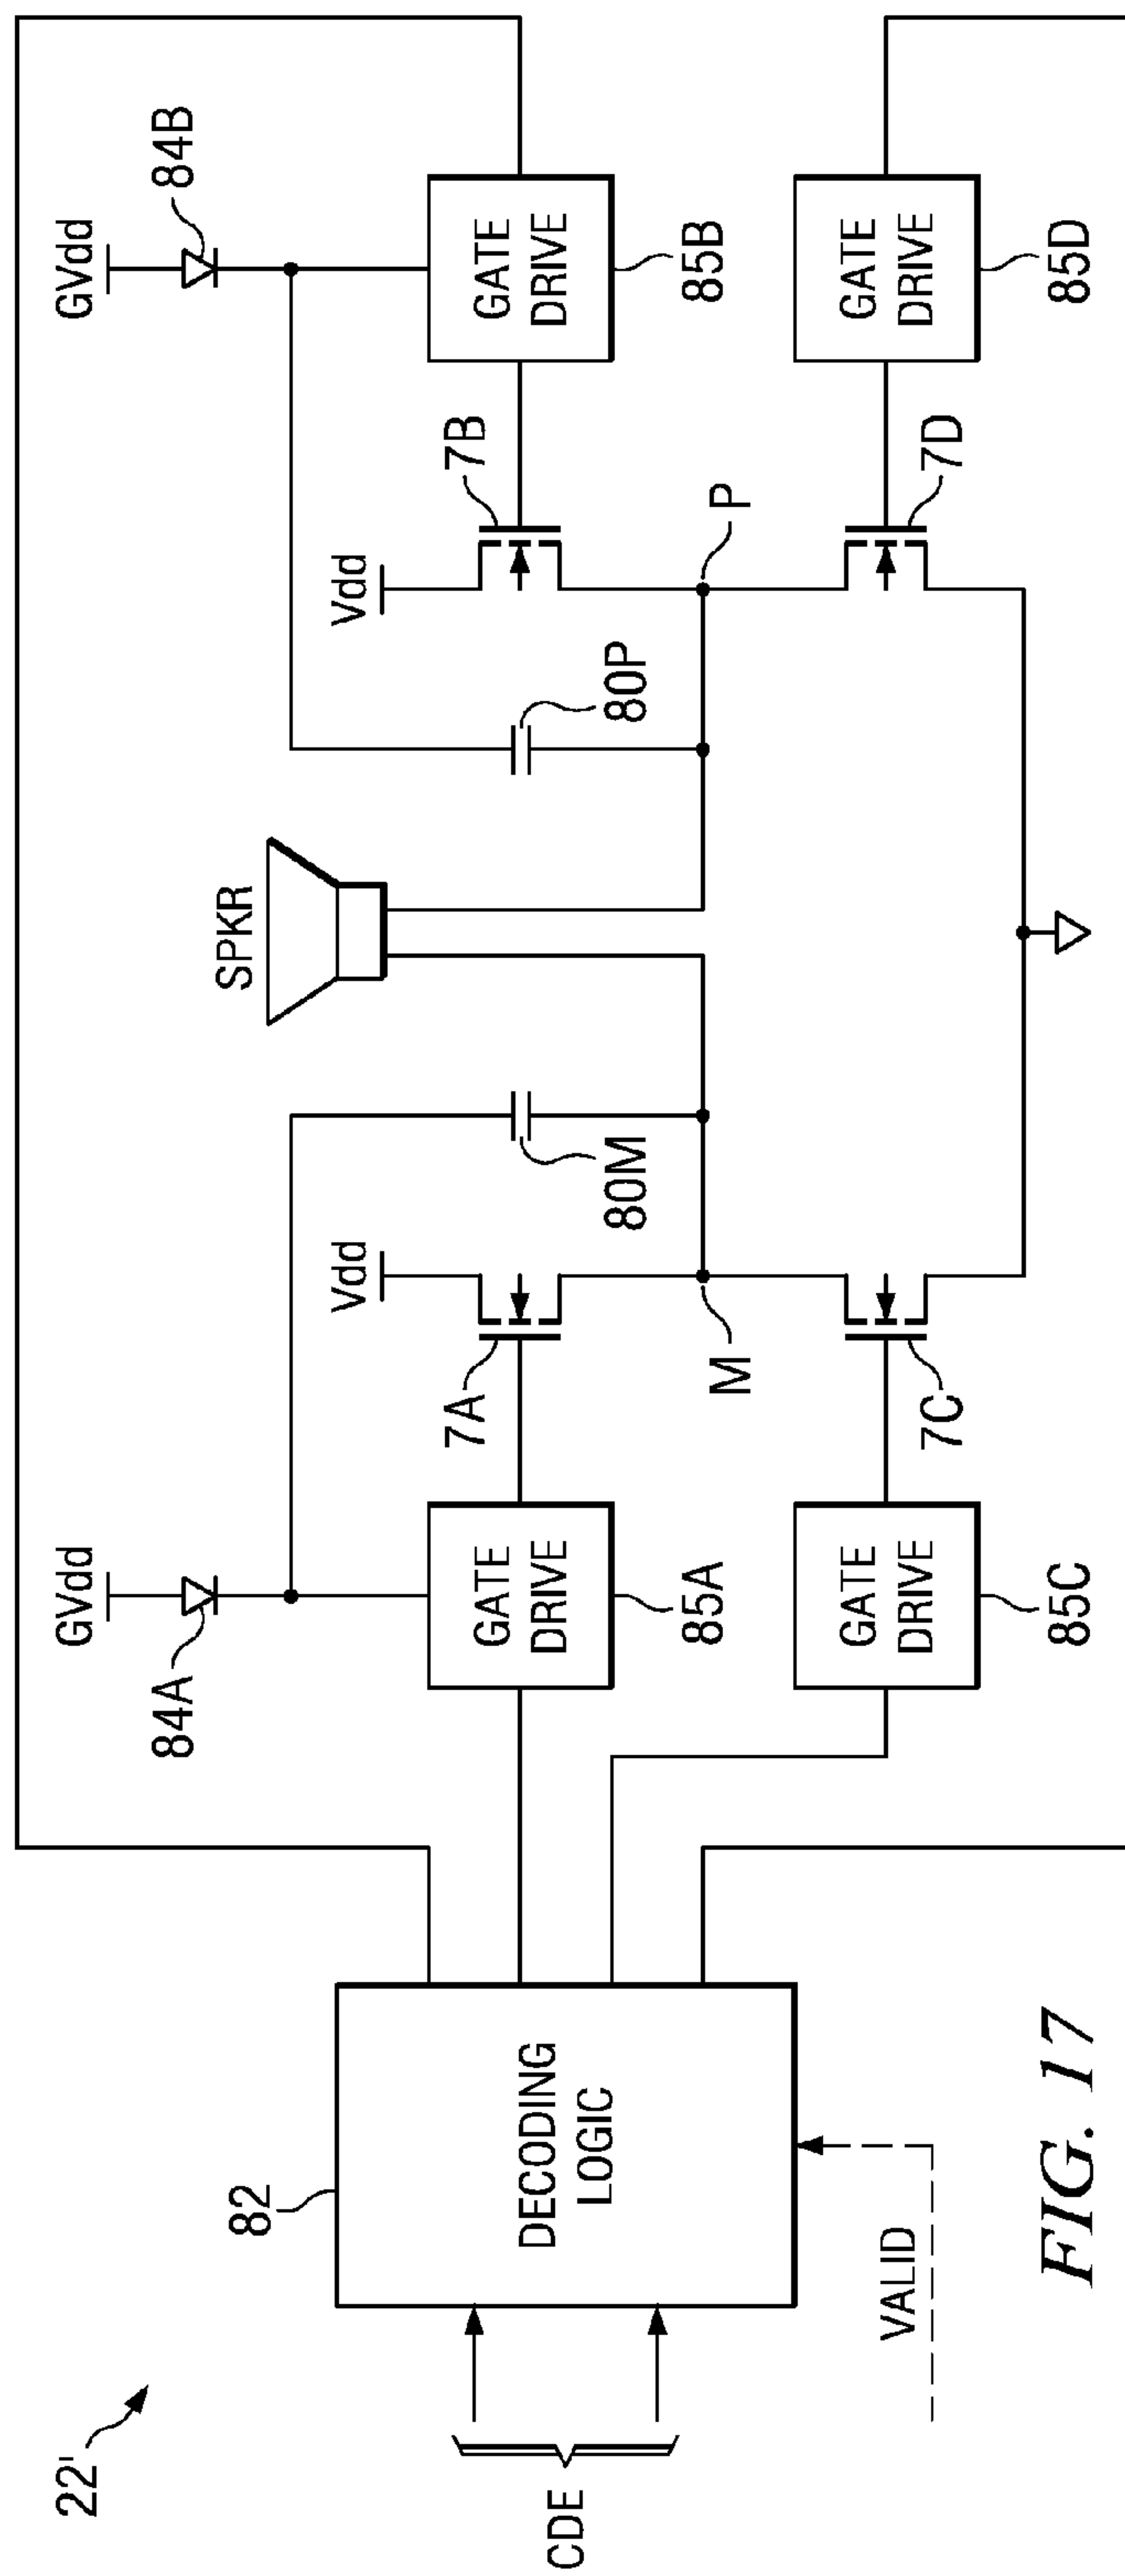 22'
GVdd
84A
GVdd
84B
SPKR
82
Vdd
Vdd
CDE
DECODING
LOGIC
GATE
DRIVE
7A
7B
GATE
DRIVE
80M
80P
85A
85B
M
P
VALID
GATE
DRIVE
7C
7D
GATE
DRIVE
85C
85D
FIG. 17